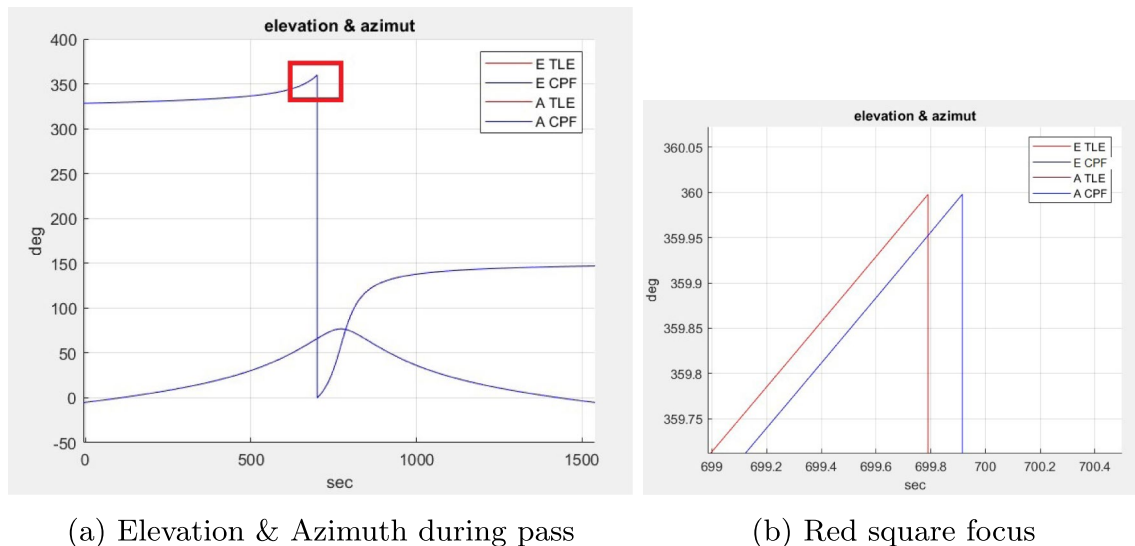 elevation & azimut
400
350
300
250
200
150
100
50
0
-50
deg
E TLE
E CPF
A TLE
A CPF
0
500
1000
1500
sec
(a) Elevation & Azimuth during pass
elevation & azimut
360.05
360
359.95
359.9
359.85
359.8
359.75
deg
E TLE
E CPF
A TLE
A CPF
699
699.2
699.4
699.6
699.8
700
700.2
700.4
sec
(b) Red square focus